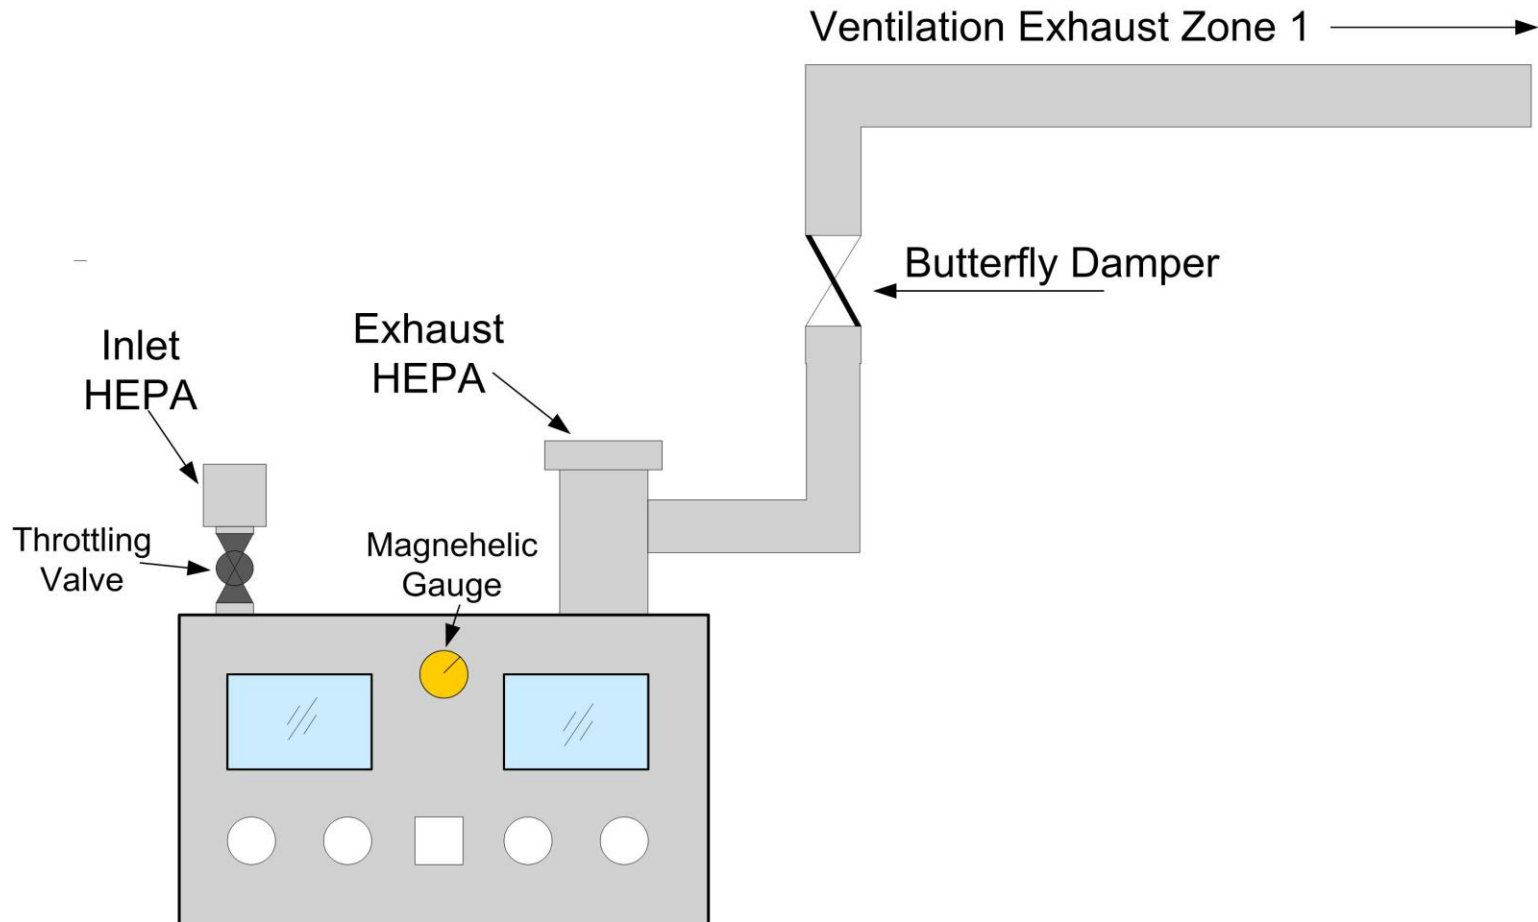 Ventilation Exhaust Zone 1
Butterfly Damper
Exhaust
HEPA
Inlet
HEPA
Throttling
Valve
Magnehelic
Gauge